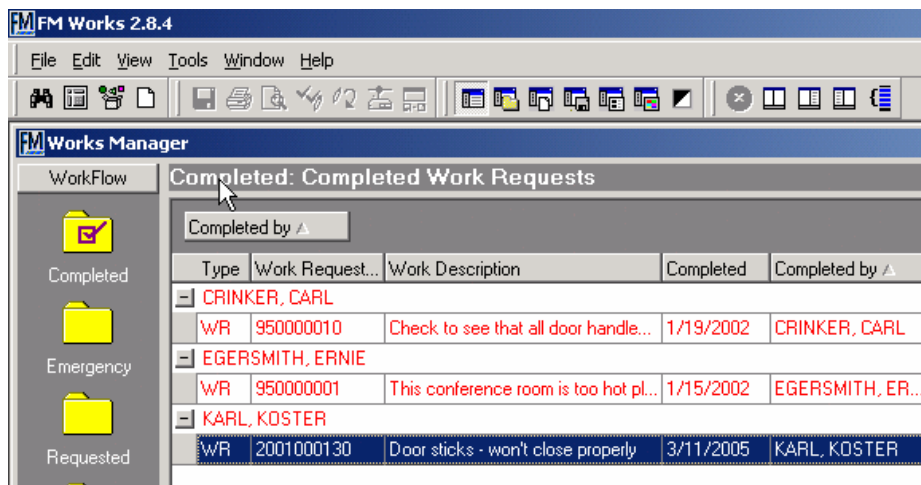 FM FM Works 2.8.4
File Edit View Tools Window Help
FM Works Manager
WorkFlow
Completed: Completed Work Requests
Completed by
Completed
Type Work Request... Work Description Completed Completed by
CRINKER, CARL
WR 950000010 Check to see that all door handle... 1/19/2002 CRINKER, CARL
Emergency
EGERSMITH, ERNIE
WR 950000001 This conference room is too hot pl... 1/15/2002 EGERSMITH, ER...
KARL, KOSTER
Requested
WR 2001000130 Door sticks - won't close properly 3/11/2005 KARL, KOSTER